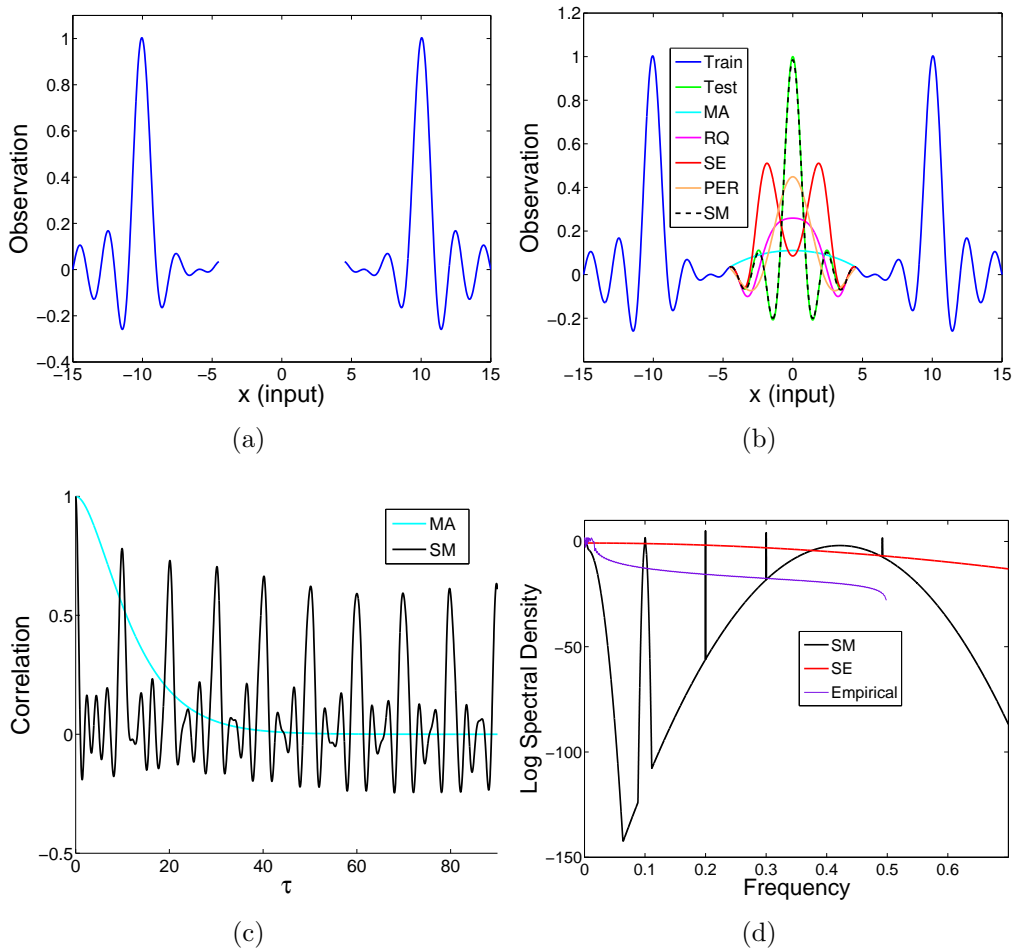 1
0.8
0.6
0.4
0.2
0
−0.2
−0.4
−15 −10 −5 0 5 10 15
Observation
x (input)
(a)
1.2
1
0.8
0.6
0.4
0.2
0
−0.2
−15 −10 −5 0 5 10 15
Observation
x (input)
Train
Test
MA
RQ
SE
PER
SM
(b)
1
0.5
0
−0.5
0 20 40 60 80
Correlation
τ
MA
SM
(c)
0
−50
−100
−150
0 0.1 0.2 0.3 0.4 0.5 0.6
Log Spectral Density
Frequency
SM
SE
Empirical
(d)